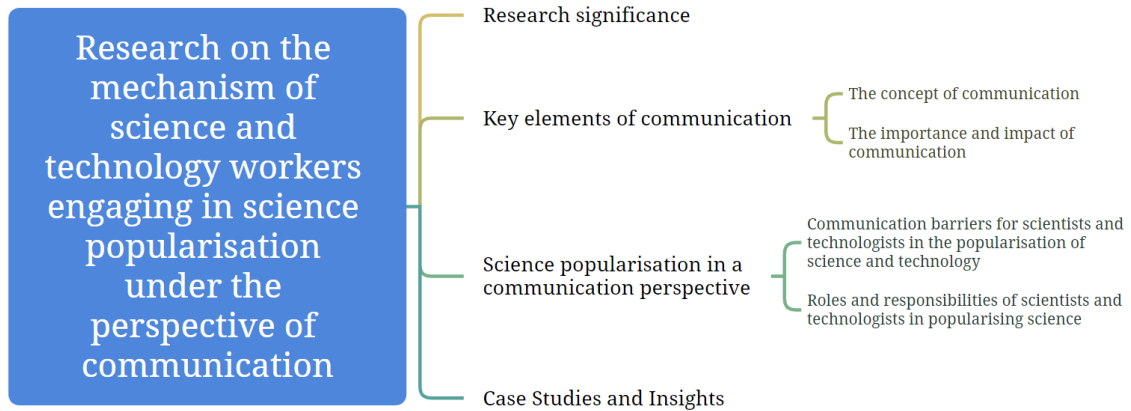 Research on the
mechanism of
science and
technology workers
engaging in science
popularisation
under the
perspective of
communication
Research significance
Key elements of communication
The concept of communication
The importance and impact of
communication
Science popularisation in a
communication perspective
Communication barriers for scientists and
technologists in the popularisation of
science and technology
Roles and responsibilities of scientists and
technologists in popularising science
Case Studies and Insights